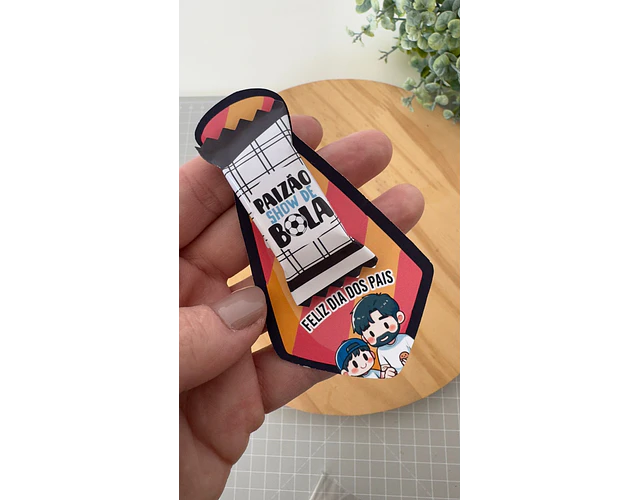 PAIZÃO
SHOW DE
BOLA
FELIZ DIA DOS PAIS